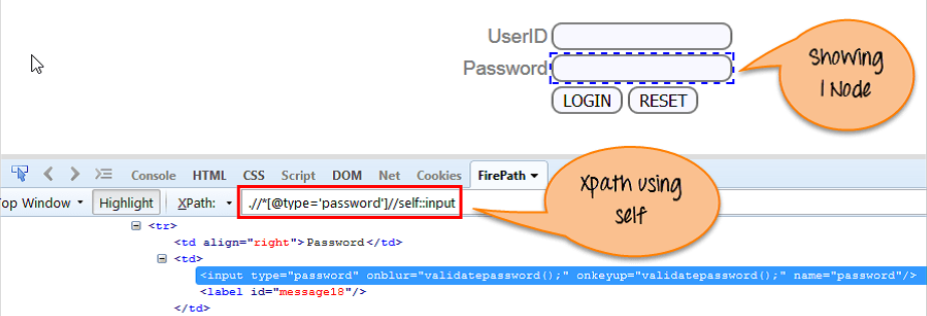 UserID
Password
LOGIN RESET
Showing
1 Node
Console HTML CSS Script DOM Net Cookies FirePath
op Window Highlight XPath: .//*[@type='password']//self::input
Xpath using
self
<tr>
<td align="right">Password</td>
<td>
<input type="password" onblur="validatepassword();" onkeyup="validatepassword();" name="password"/>
<label id="message18"/>
</td>